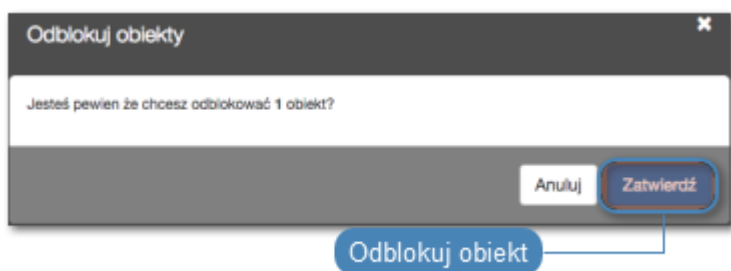 Odblokuj obiekty
Jesteś pewien że chcesz odblokować 1 obiekt?
Anuluj Zatwierdź
Odblokuj obiekt